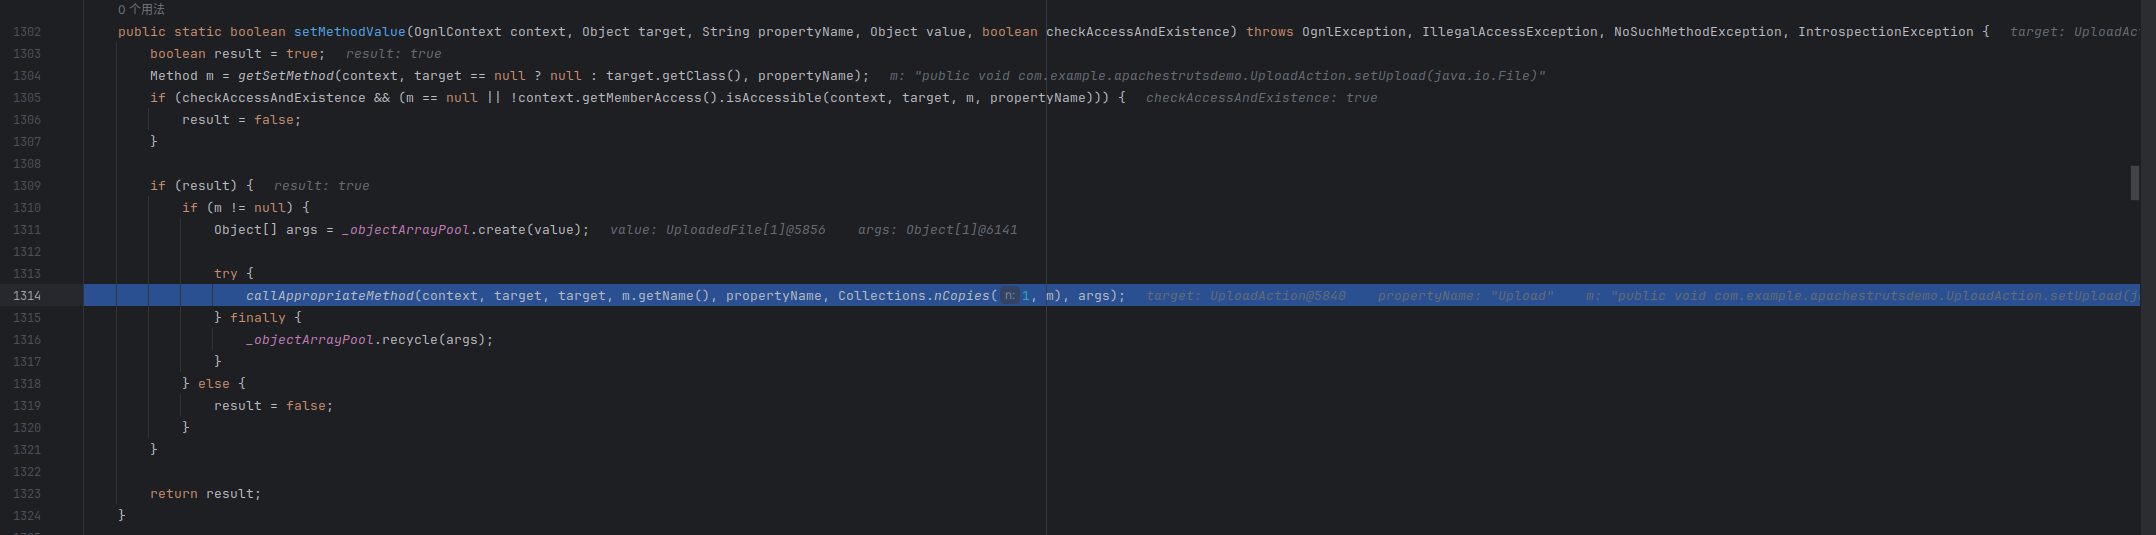 0 个用法
1302 public static boolean setMethodValue(OgnlContext context, Object target, String propertyName, Object value, boolean checkAccessAndExistence) throws OgnlException, IllegalAccessException, NoSuchMethodException, IntrospectionException { target: UploadAct
1303 boolean result = true; result: true
1304 Method m = getSetMethod(context, target == null ? null : target.getClass(), propertyName); m: "public void com.example.apachestrutsdemo.UploadAction.setUpload(java.io.File)"
1305 if (checkAccessAndExistence && (m == null || !context.getMemberAccess().isAccessible(context, target, m, propertyName))) { checkAccessAndExistence: true
1306 result = false;
1307 }
1308
1309 if (result) { result: true
1310 if (m != null) {
1311 Object[] args = _objectArrayPool.create(value); value: UploadedFile[1]@5856 args: Object[1]@6141
1312
1313 try {
1314 callAppropriateMethod(context, target, target, m.getName(), propertyName, Collections.nCopies( n: 1, m), args); target: UploadAction@5840 propertyName: "Upload" m: "public void com.example.apachestrutsdemo.UploadAction.setUpload(j
1315 } finally {
1316 _objectArrayPool.recycle(args);
1317 }
1318 } else {
1319 result = false;
1320 }
1321 }
1322
1323 return result;
1324 }